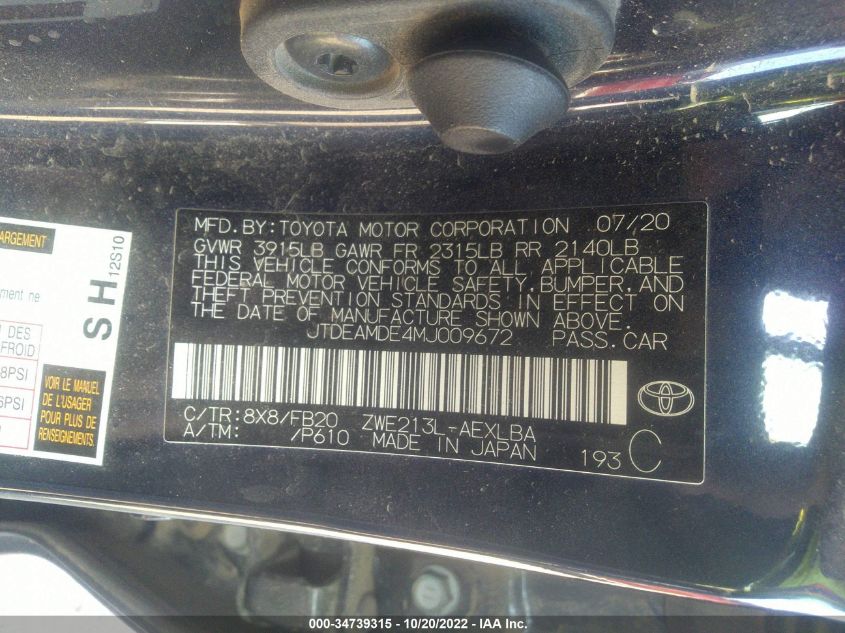 MFD.BY:TOYOTA MOTOR CORPORATION 07/20
GVWR 3915LB GAWR FR 2315LB RR 2140LB
THIS VEHICLE CONFORMS TO ALL APPLICABLE
FEDERAL MOTOR VEHICLE SAFETY.BUMPER.AND
THEFT PREVENTION STANDARDS IN EFFECT ON
THE DATE OF MANUFACTURE SHOWN ABOVE.
JTDEAMDE4MJ009672 PASS.CAR
C/TR:8X8/FB20 ZWE213L-AEXLBA
A/TM: /P610 MADE IN JAPAN 193 C
ARGEMENT
ment ne
DES
FROID
8PSI
6PSI
VOIR LE MANUEL
DE L'USAGER
POUR PLUS DE
RENSEIGNEMENTS
SH 12S10
000-34739315 - 10/20/2022 - IAA Inc.